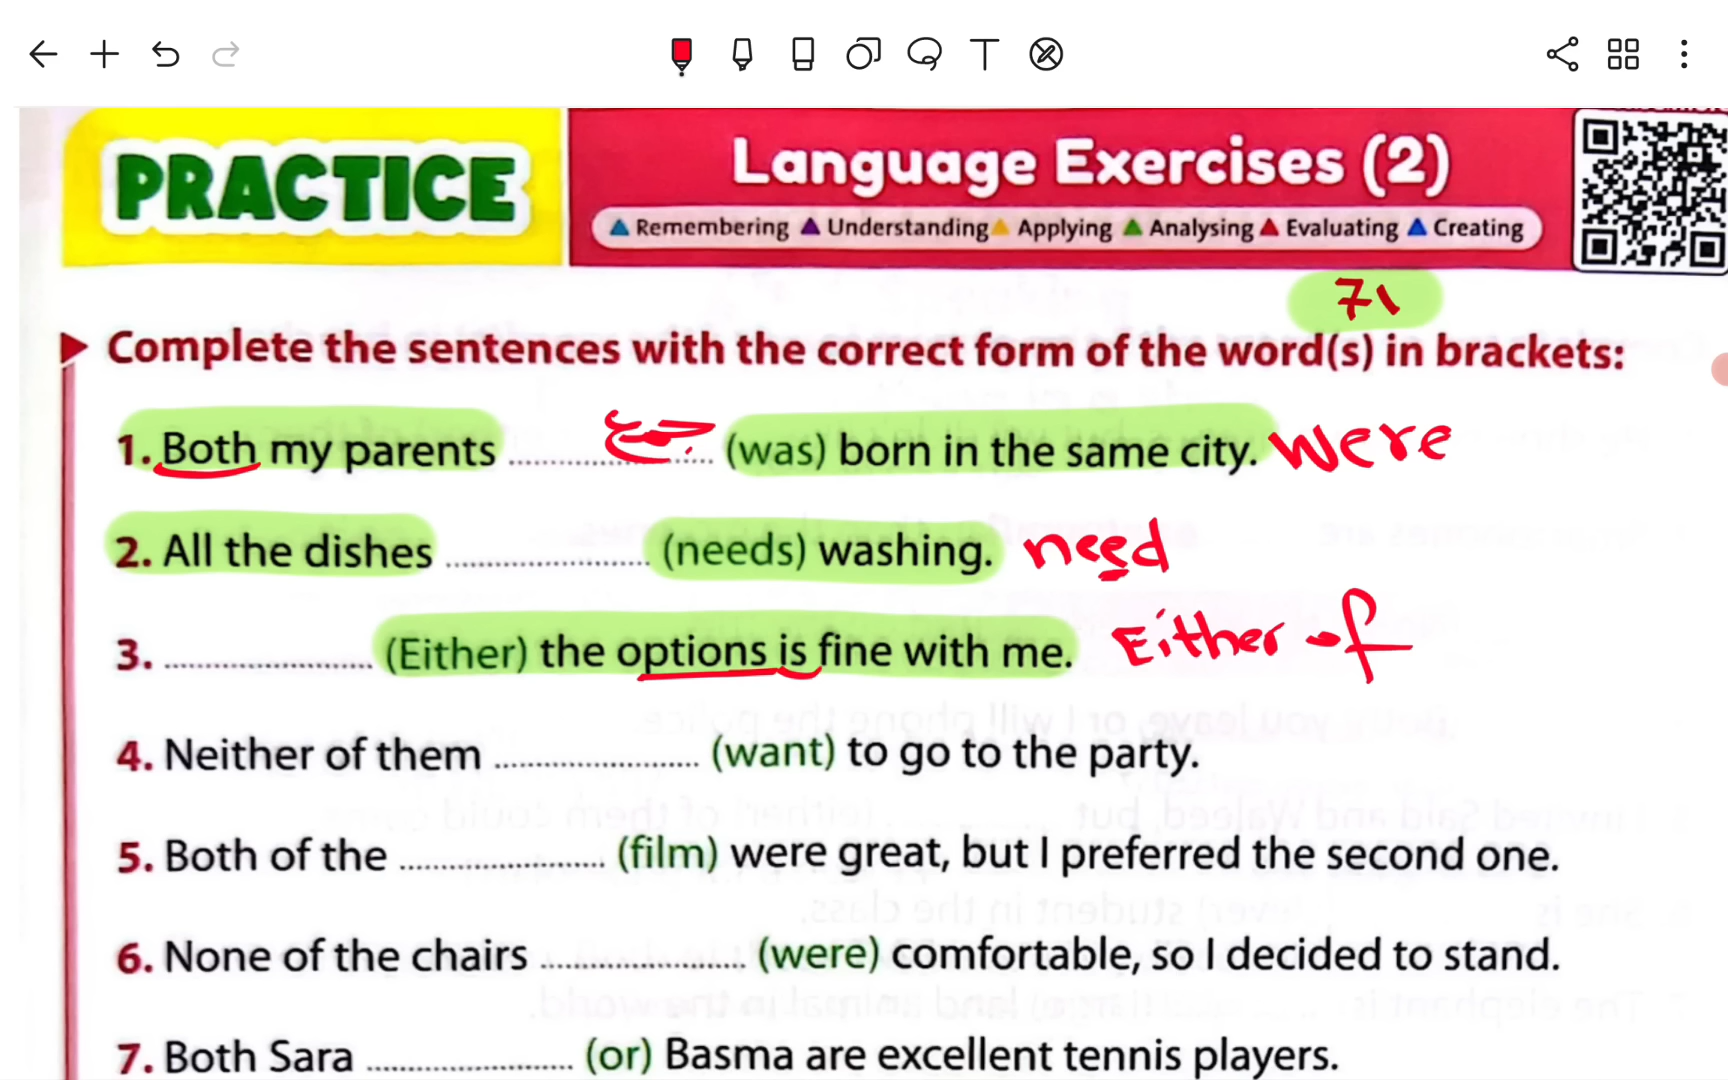 PRACTICE
Language Exercises (2)
Remembering Understanding Applying Analysing Evaluating Creating
71
Complete the sentences with the correct form of the word(s) in brackets:
1. Both my parents .................... (was) born in the same city. were
2. All the dishes .................... (needs) washing. need
3. .................... (Either) the options is fine with me. Either of
4. Neither of them .................... (want) to go to the party.
5. Both of the .................... (film) were great, but I preferred the second one.
6. None of the chairs .................... (were) comfortable, so I decided to stand.
7. Both Sara .................... (or) Basma are excellent tennis players.